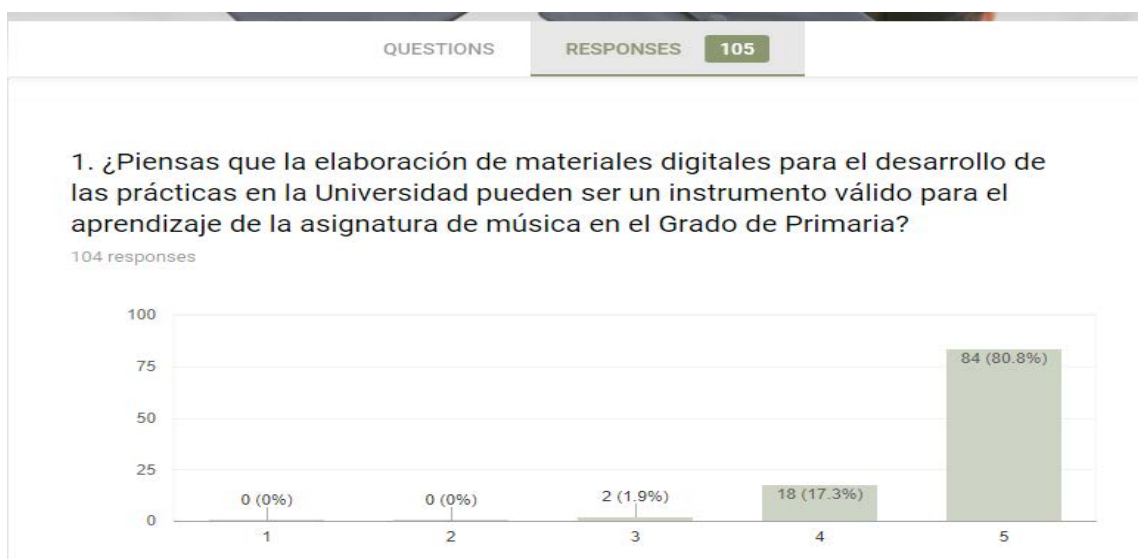 QUESTIONS RESPONSES 105
1. ¿Piensas que la elaboración de materiales digitales para el desarrollo de
las prácticas en la Universidad pueden ser un instrumento válido para el
aprendizaje de la asignatura de música en el Grado de Primaria?
104 responses
100
75
50
25
0
0 (0%)
0 (0%)
2 (1.9%)
18 (17.3%)
84 (80.8%)
1 2 3 4 5